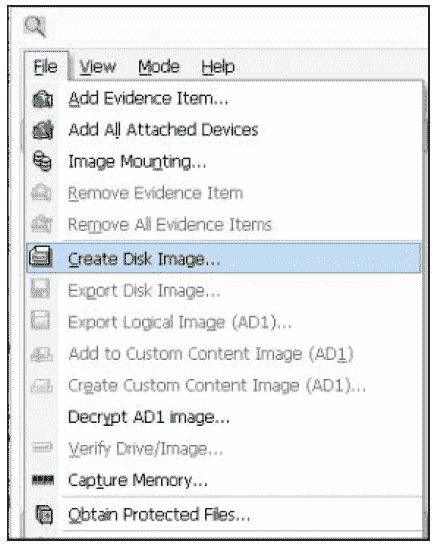 File View Mode Help
Add Evidence Item...
Add All Attached Devices
Image Mounting...
Remove Evidence Item
Remove All Evidence Items
Create Disk Image...
Export Disk Image...
Export Logical Image (AD1)...
Add to Custom Content Image (AD1)
Create Custom Content Image (AD1)...
Decrypt AD1 image...
Verify Drive/Image...
Capture Memory...
Obtain Protected Files...